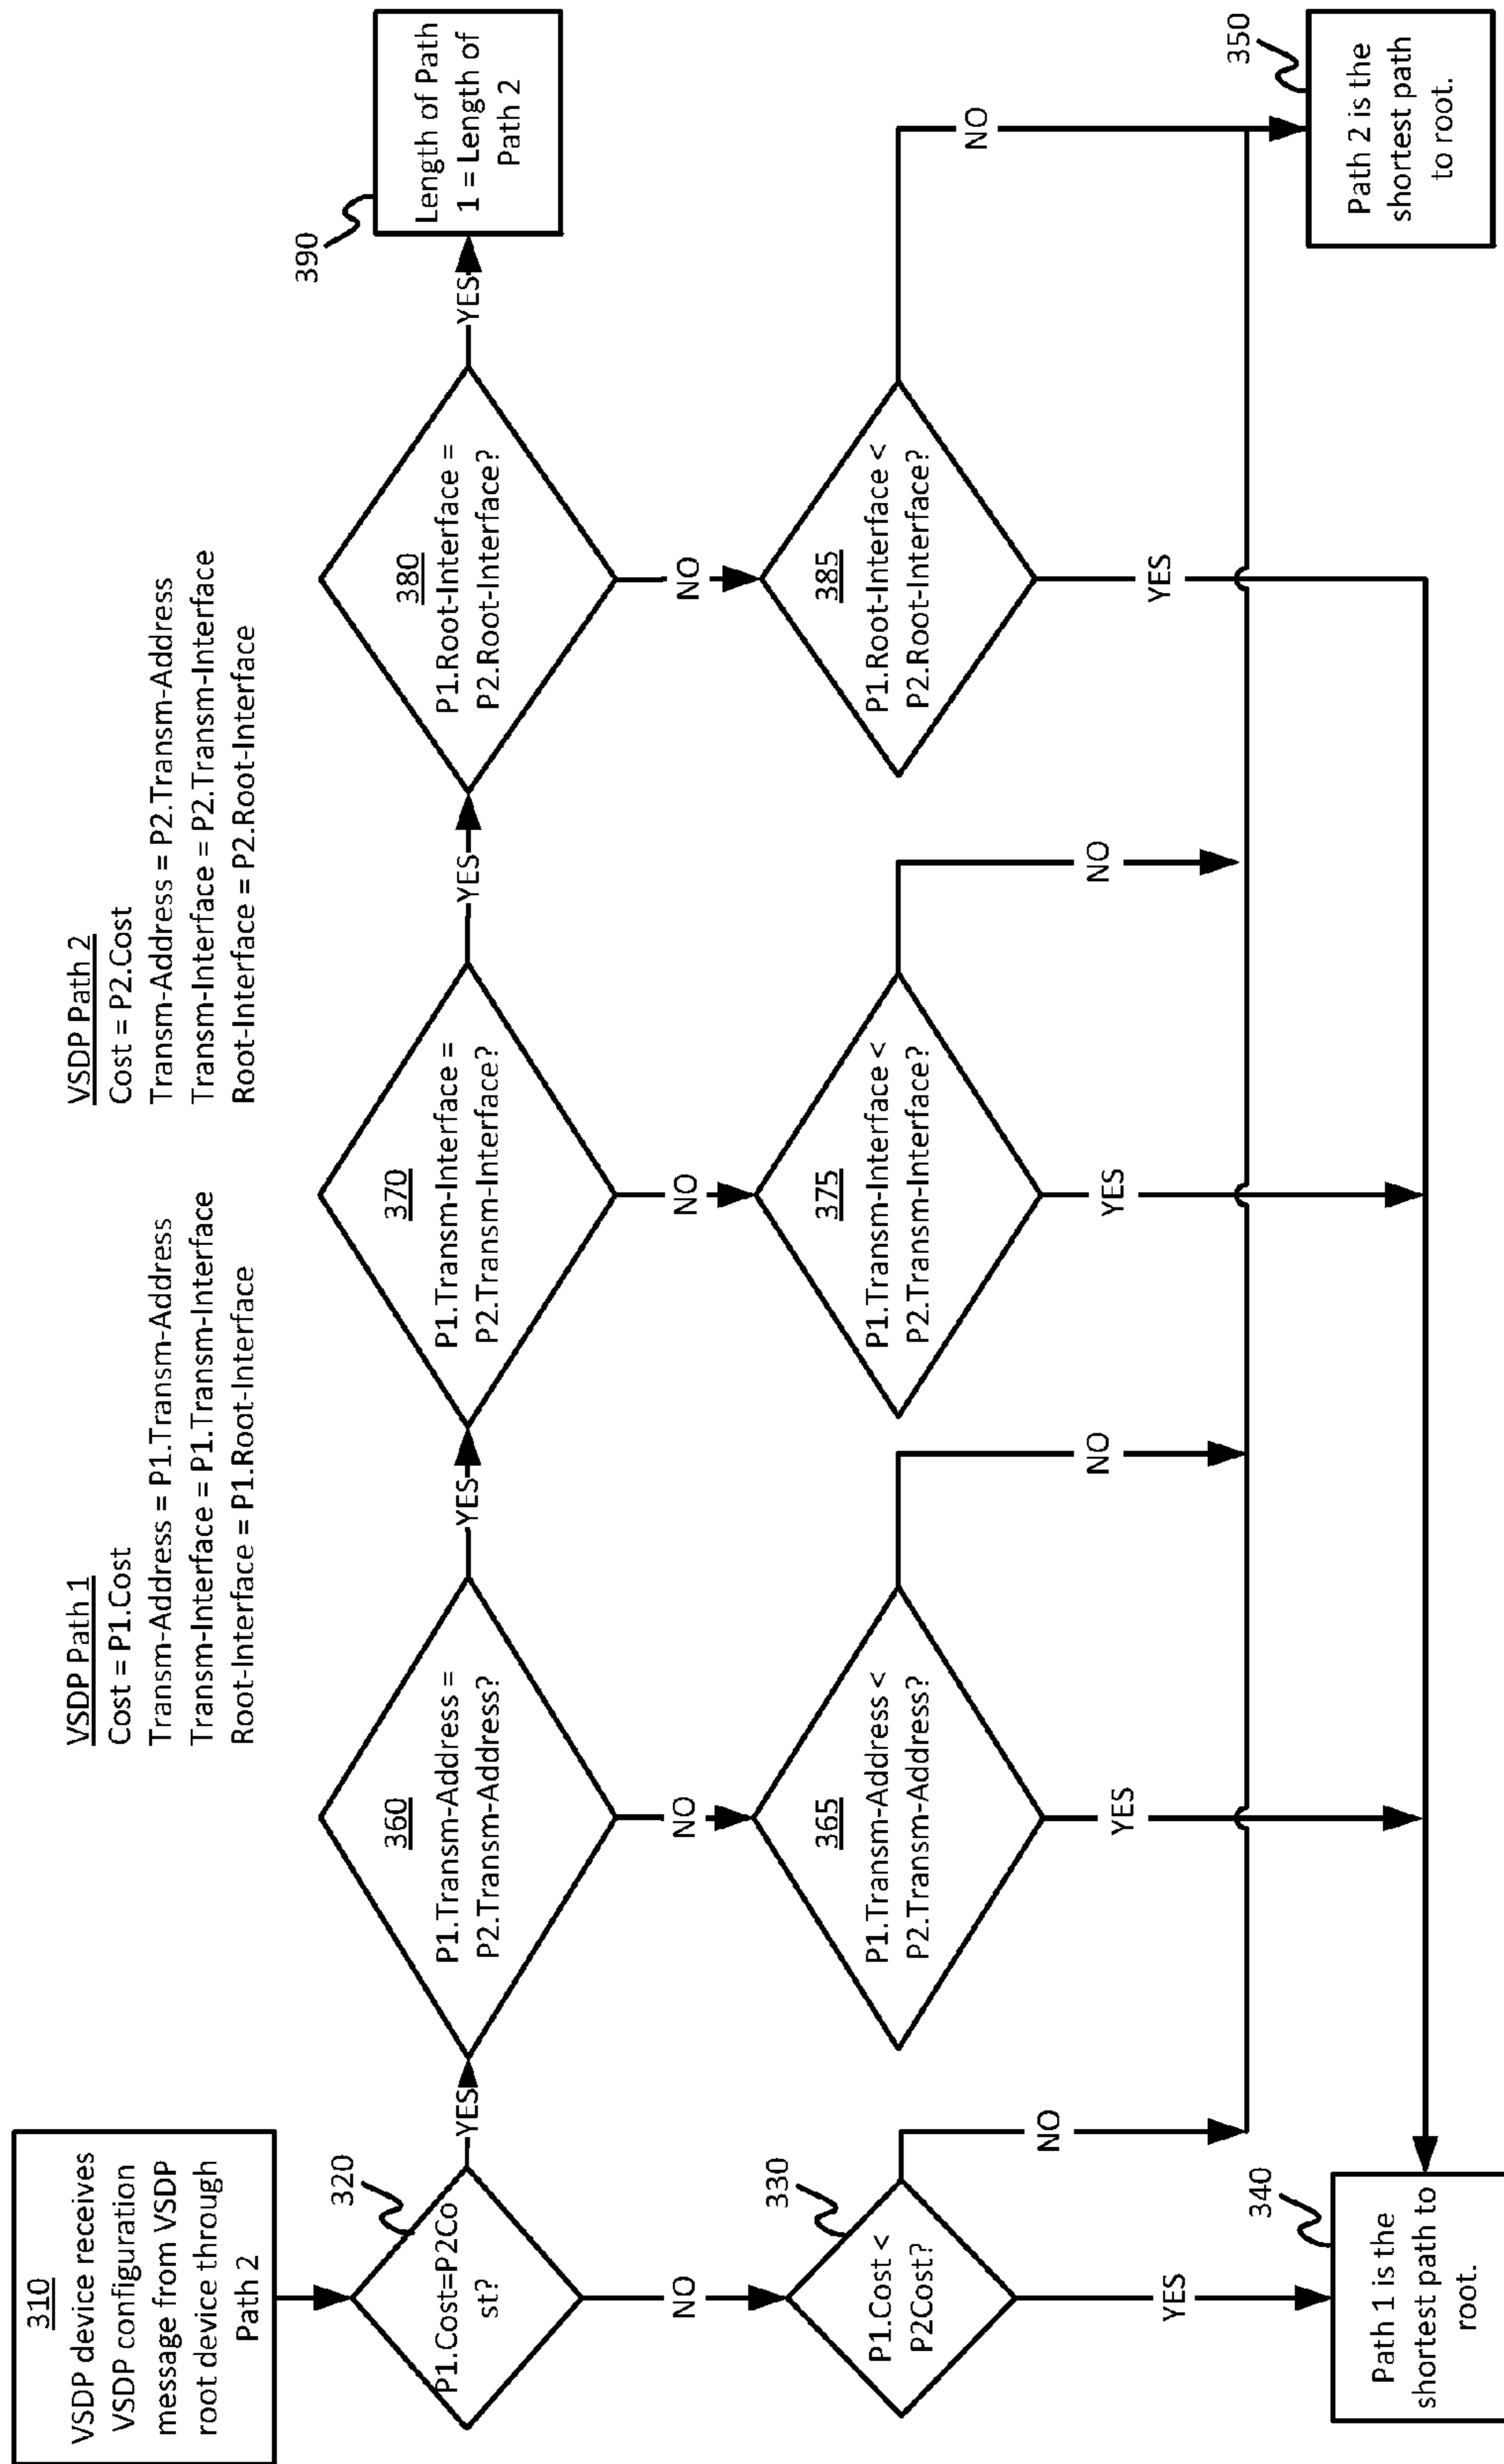 310
VSDP device receives
VSDP configuration
message from VSDP
root device through
Path 2
VSDP Path 1
Cost = P1.Cost
Transm-Address = P1.Transm-Address
Transm-Interface = P1.Transm-Interface
Root-Interface = P1.Root-Interface
VSDP Path 2
Cost = P2.Cost
Transm-Address = P2.Transm-Address
Transm-Interface = P2.Transm-Interface
Root-Interface = P2.Root-Interface
320
P1.Cost=P2Co
st?
YES
360
P1.Transm-Address =
P2.Transm-Address?
YES
370
P1.Transm-Interface =
P2.Transm-Interface?
YES
380
P1.Root-Interface =
P2.Root-Interface?
YES
390
Length of Path
1 = Length of
Path 2
NO
NO
NO
NO
330
P1.Cost <
P2Cost?
NO
365
P1.Transm-Address <
P2.Transm-Address?
NO
375
P1.Transm-Interface <
P2.Transm-Interface?
NO
385
P1.Root-Interface <
P2.Root-Interface?
NO
YES
YES
YES
YES
340
Path 1 is the
shortest path to
root.
350
Path 2 is the
shortest path
to root.